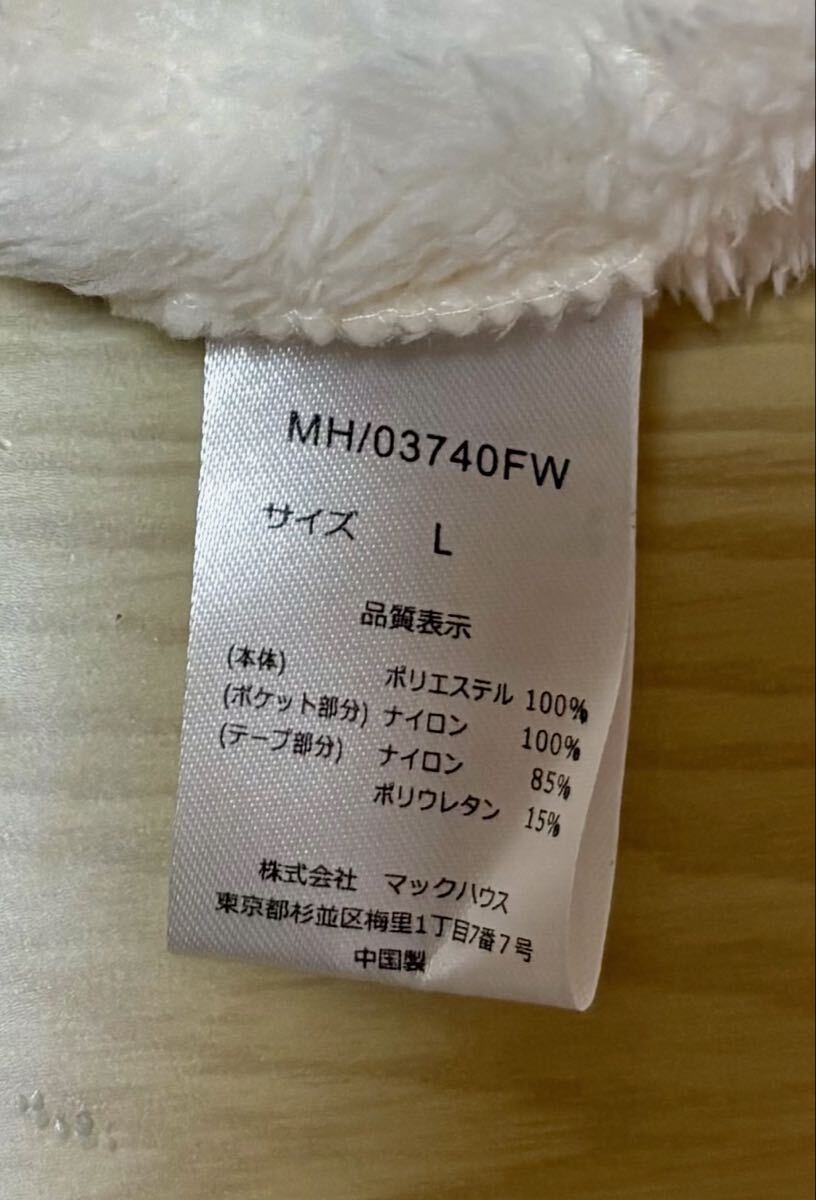 MH/03740FW
サイズ L
品質表示
(本体) ポリエステル 100%
(ポケット部分) ナイロン 100%
(テープ部分) ナイロン 85%
ポリウレタン 15%
株式会社 マックハウス
東京都杉並区梅里1丁目7番7号
中国製